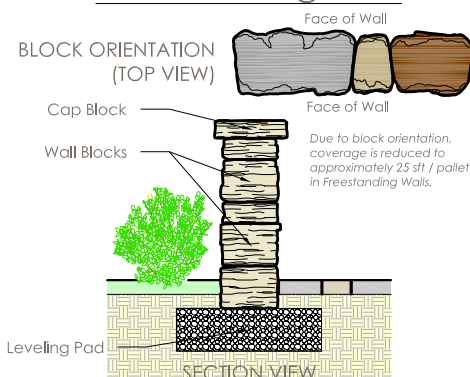 Face of Wall
BLOCK ORIENTATION
(TOP VIEW)
Face of Wall
Cap Block
Wall Blocks
Due to block orientation,
coverage is reduced to
approximately 25 sft / pallet
in Freestanding Walls.
Leveling Pad
SECTION VIEW